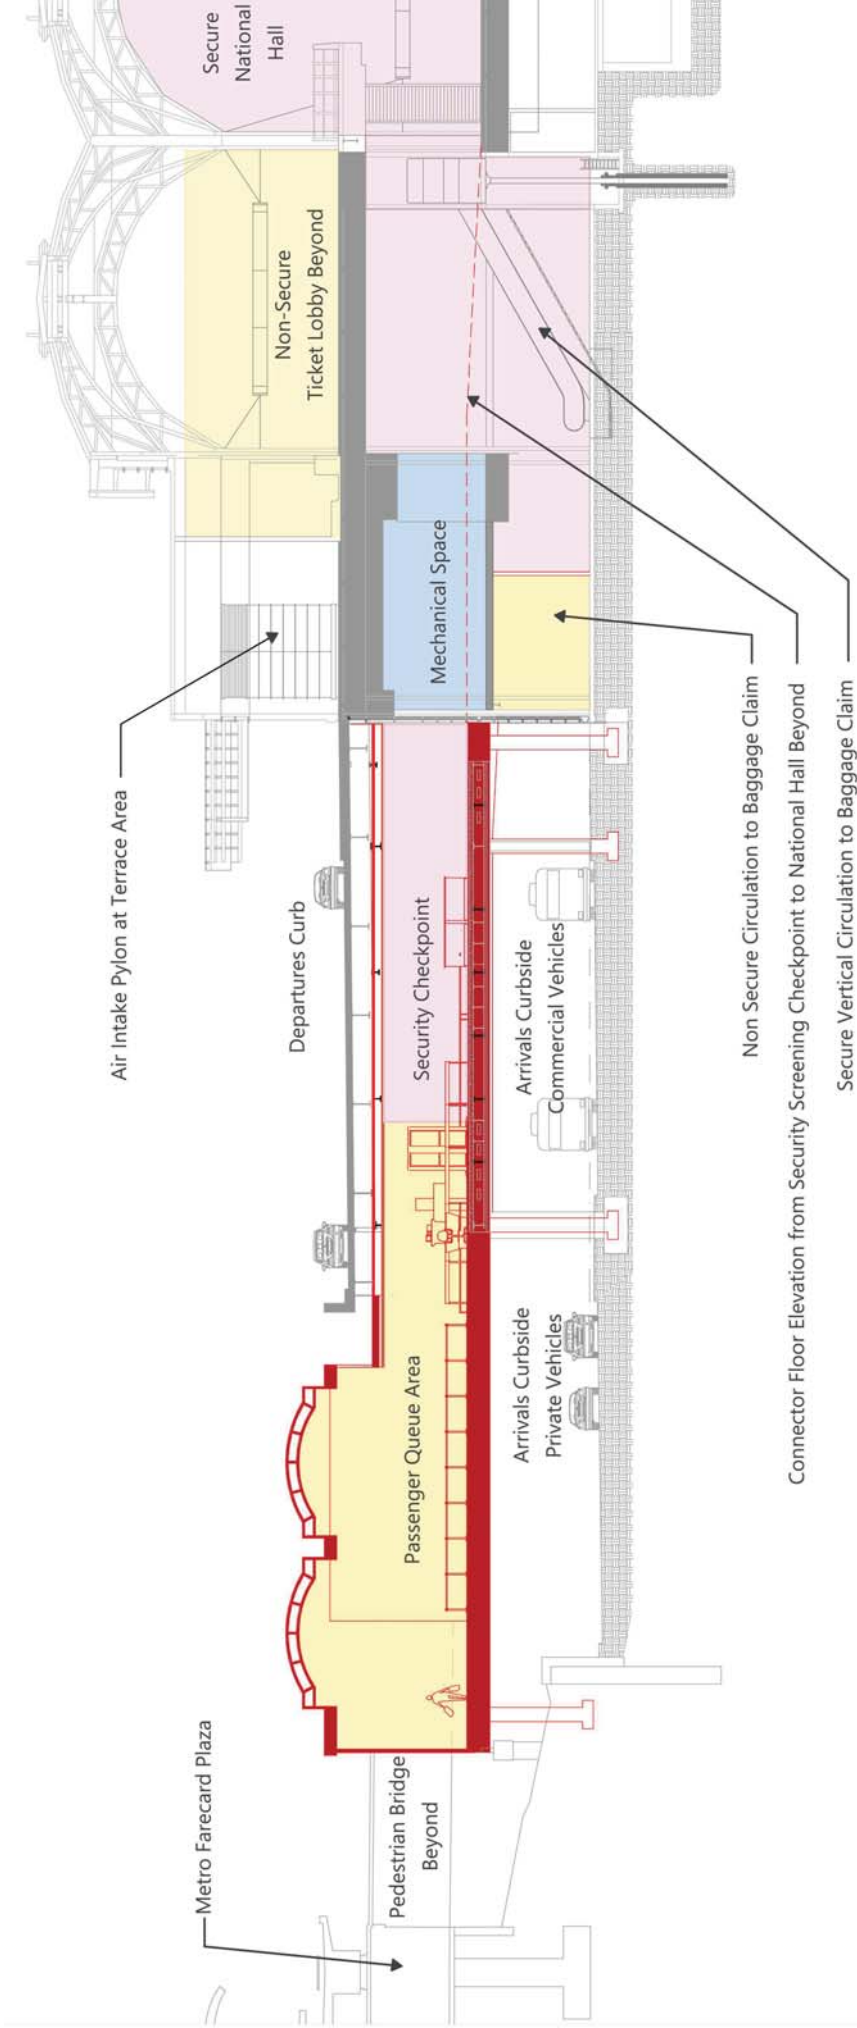 Metro Farecard Plaza
Pedestrian Bridge
Beyond
Passenger Queue Area
Arrivals Curbside
Private Vehicles
Air Intake Pylon at Terrace Area
Departures Curb
Security Checkpoint
Arrivals Curbside
Commercial Vehicles
Mechanical Space
Non-Secure
Ticket Lobby Beyond
Secure
National
Hall
Non Secure Circulation to Baggage Claim
Connector Floor Elevation from Security Screening Checkpoint to National Hall Beyond
Secure Vertical Circulation to Baggage Claim